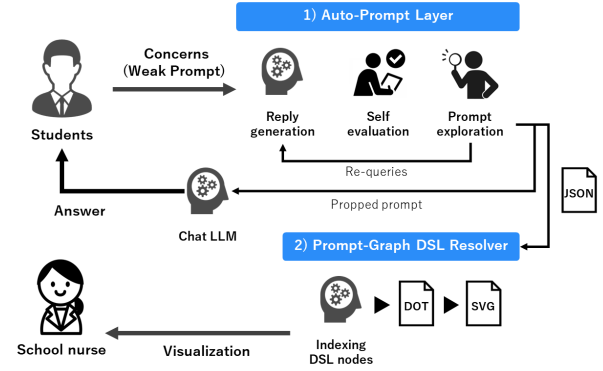 1) Auto-Prompt Layer
Concerns
(Weak Prompt)
Students
Reply
generation
Self
evaluation
Prompt
exploration
Re-queries
Propped prompt
JSON
Answer
Chat LLM
2) Prompt-Graph DSL Resolver
DOT
SVG
Indexing
DSL nodes
School nurse
Visualization